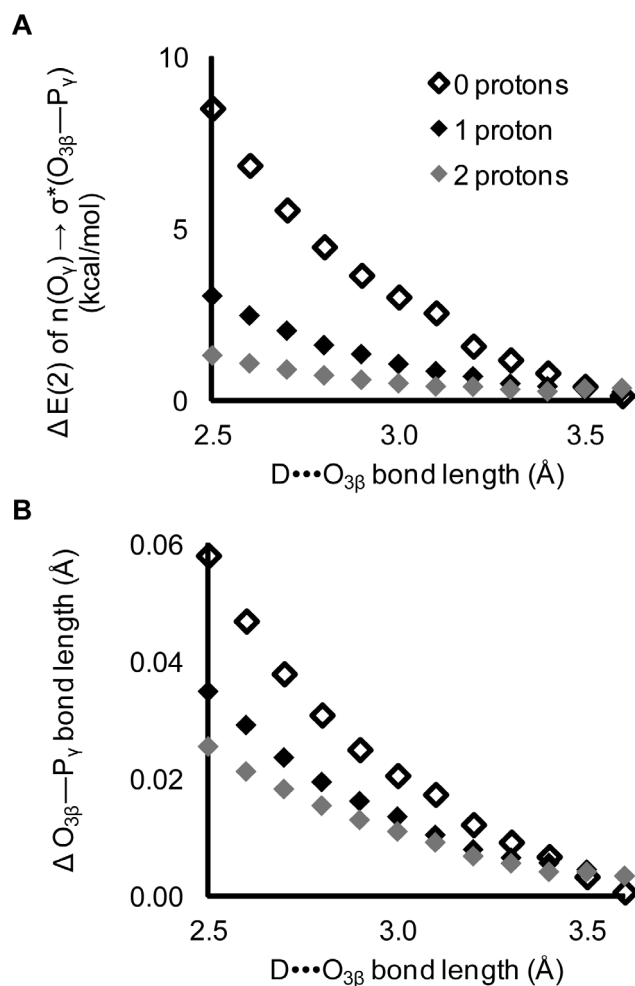 A
ΔE(2) of n(Oᵧ) → σ*(O₃ᵦ—Pᵧ)
(kcal/mol)
10
5
0
0 protons
1 proton
2 protons
2.5 3.0 3.5
D•••O₃ᵦ bond length (Å)
B
Δ O₃ᵦ—Pᵧ bond length (Å)
0.06
0.04
0.02
0.00
2.5 3.0 3.5
D•••O₃ᵦ bond length (Å)